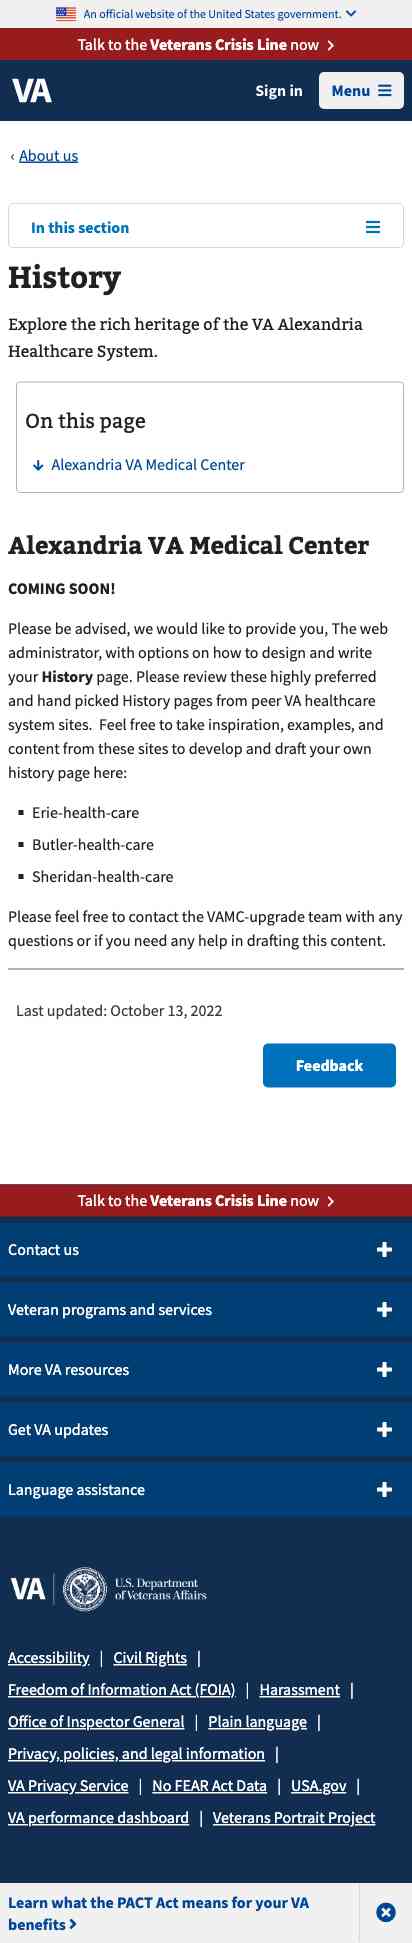 An official website of the United States government.
Talk to the Veterans Crisis Line now
VA
Sign in
Menu
‹ About us
In this section
History
Explore the rich heritage of the VA Alexandria
Healthcare System.
On this page
Alexandria VA Medical Center
Alexandria VA Medical Center
COMING SOON!
Please be advised, we would like to provide you, The web
administrator, with options on how to design and write
your History page. Please review these highly preferred
and hand picked History pages from peer VA healthcare
system sites.  Feel free to take inspiration, examples, and
content from these sites to develop and draft your own
history page here:
▪ Erie-health-care
▪ Butler-health-care
▪ Sheridan-health-care
Please feel free to contact the VAMC-upgrade team with any
questions or if you need any help in drafting this content.
Last updated: October 13, 2022
Feedback
Talk to the Veterans Crisis Line now
Contact us
Veteran programs and services
More VA resources
Get VA updates
Language assistance
VA | U.S. Department
of Veterans Affairs
Accessibility | Civil Rights |
Freedom of Information Act (FOIA) | Harassment |
Office of Inspector General | Plain language |
Privacy, policies, and legal information |
VA Privacy Service | No FEAR Act Data | USA.gov |
VA performance dashboard | Veterans Portrait Project
Learn what the PACT Act means for your VA
benefits